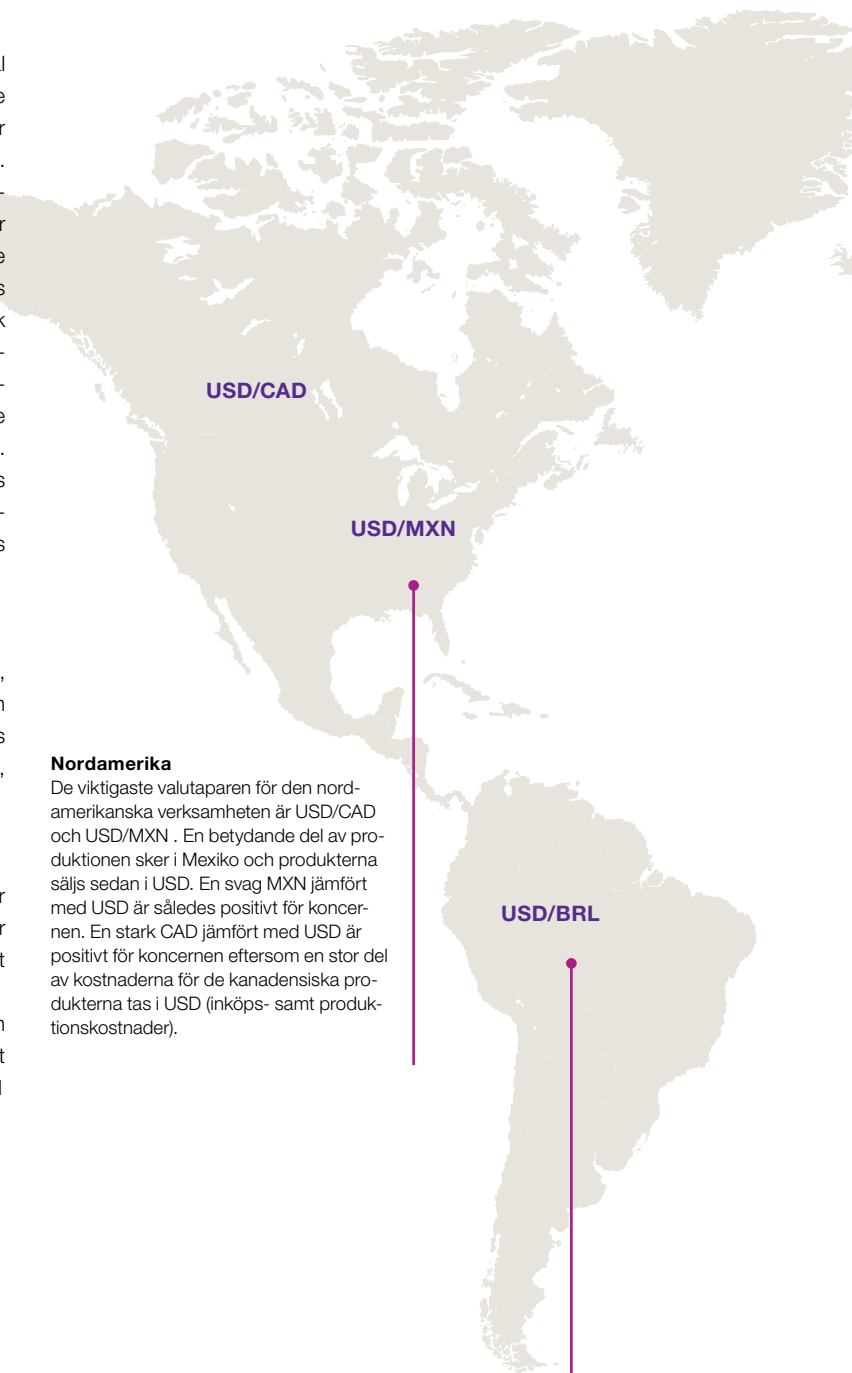 USD/CAD
USD/MXN
Nordamerika
De viktigaste valutaparen för den nord-
amerikanska verksamheten är USD/CAD
och USD/MXN . En betydande del av pro-
duktionen sker i Mexiko och produkterna
säljs sedan i USD. En svag MXN jämfört
med USD är således positivt för koncer-
nen. En stark CAD jämfört med USD är
positivt för koncernen eftersom en stor del
av kostnaderna för de kanadensiska pro-
dukterna tas i USD (inköps- samt produk-
tionskostnader).
USD/BRL